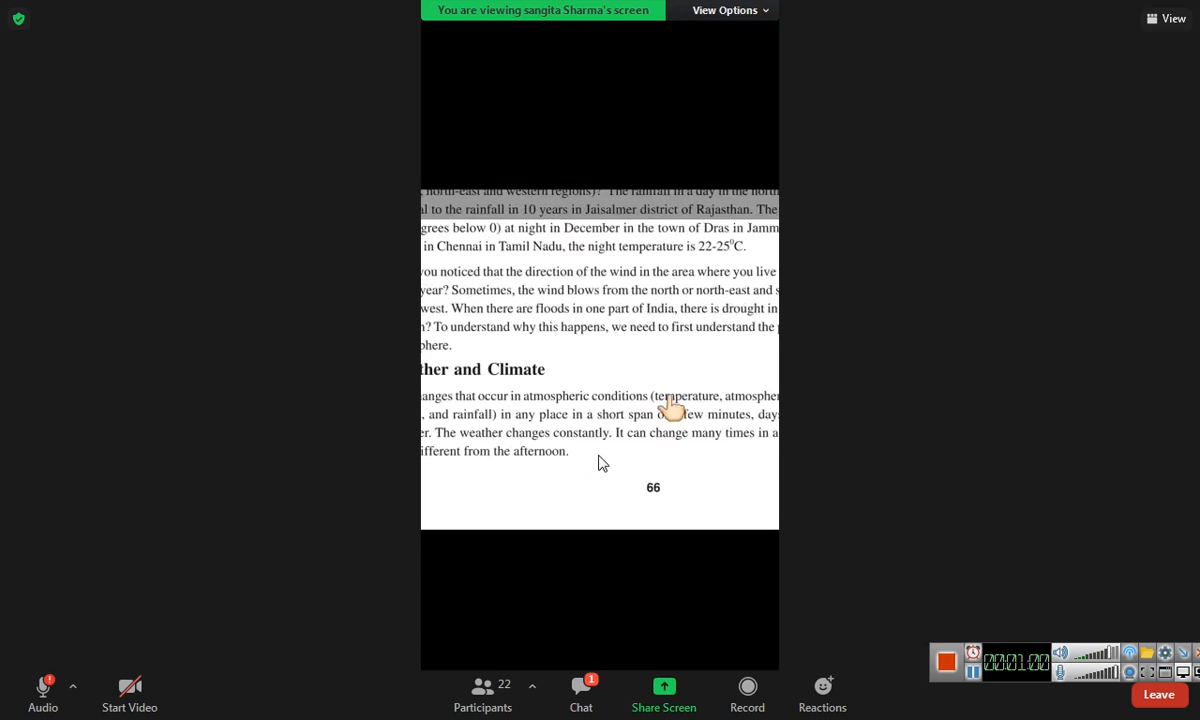 You are viewing sangita Sharma's screen
View Options
View
north-east and western regions)? The rainfall in a day in the north
al to the rainfall in 10 years in Jaisalmer district of Rajasthan. The
grees below 0) at night in December in the town of Dras in Jamm
in Chennai in Tamil Nadu, the night temperature is 22-25⁰C.
you noticed that the direction of the wind in the area where you live
year? Sometimes, the wind blows from the north or north-east and s
west. When there are floods in one part of India, there is drought in
n? To understand why this happens, we need to first understand the
phere.
ther and Climate
anges that occur in atmospheric conditions (temperature, atmospher
, and rainfall) in any place in a short span few minutes, day
er. The weather changes constantly. It can change many times in a
ifferent from the afternoon.
66
00:01:00
Audio
Start Video
22
Participants
1
Chat
Share Screen
Record
Reactions
Leave